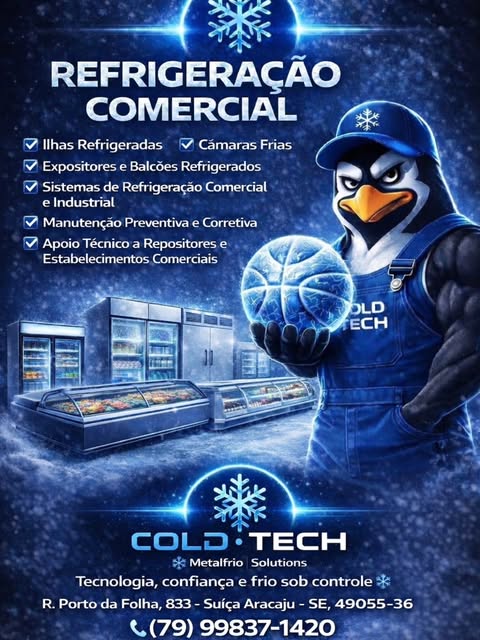 REFRIGERAÇÃO
COMERCIAL
Ilhas Refrigeradas
Câmaras Frias
Expositores e Balcões Refrigerados
Sistemas de Refrigeração Comercial
e Industrial
Manutenção Preventiva e Corretiva
Apoio Técnico a Repositores e
Estabelecimentos Comerciais
OLD
TECH
COLD · TECH
Metalfrio | Solutions
Tecnologia, confiança e frio sob controle
R. Porto da Folha, 833 - Suíça Aracaju - SE, 49055-36
(79) 99837-1420